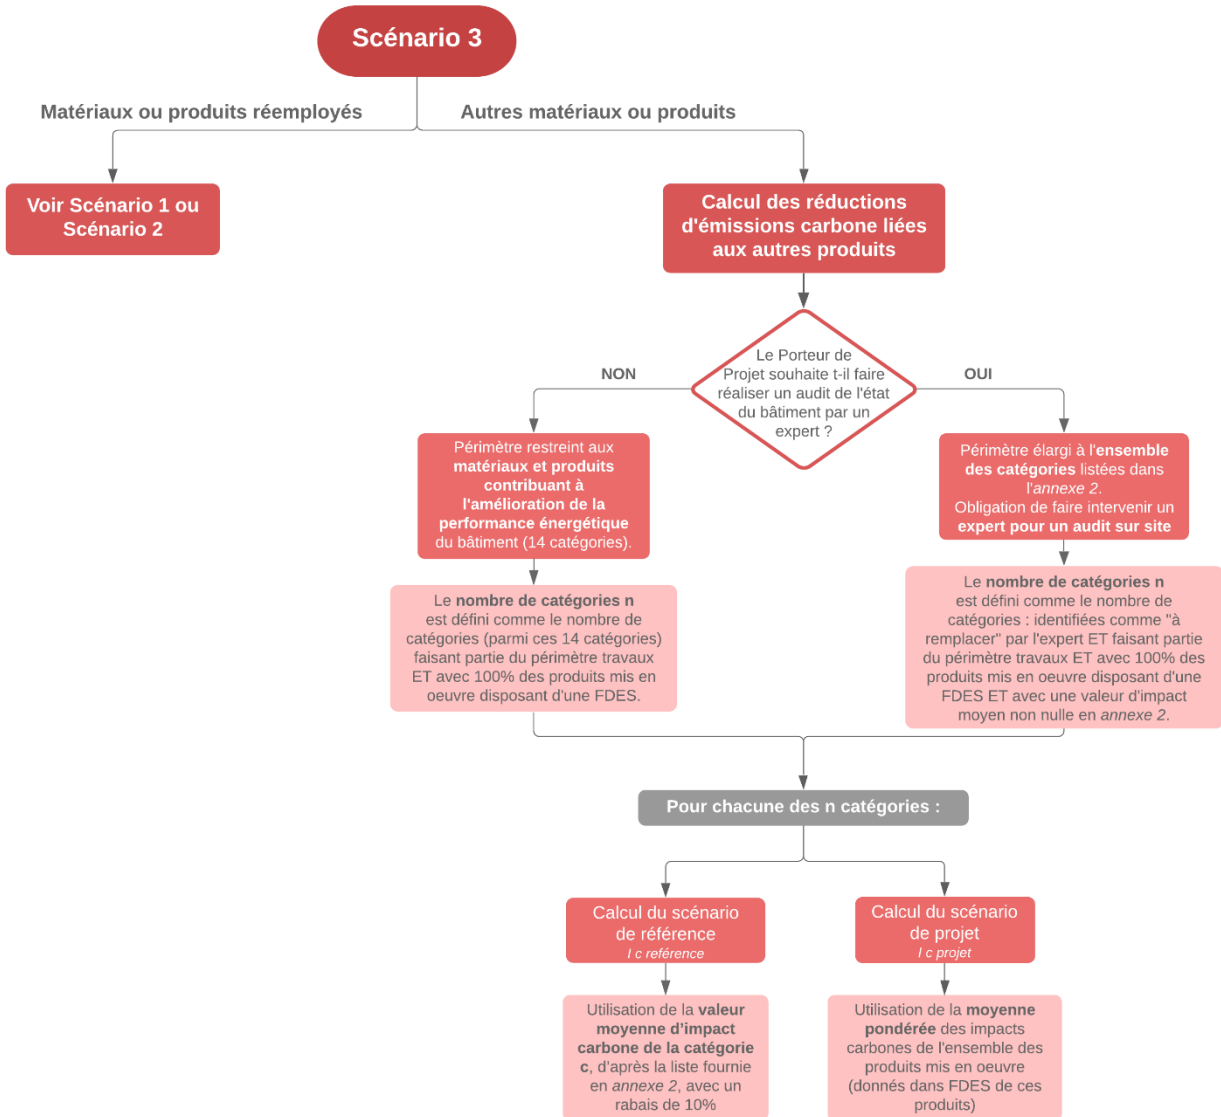 Scénario 3
Matériaux ou produits réemployés
Autres matériaux ou produits
Voir Scénario 1 ou
Scénario 2
Calcul des réductions
d'émissions carbone liées
aux autres produits
Le Porteur de
Projet souhaite t-il faire
réaliser un audit de l'état
du bâtiment par un
expert ?
NON
OUI
Périmètre restreint aux
matériaux et produits
contribuant à
l'amélioration de la
performance énergétique
du bâtiment (14 catégories).
Périmètre élargi à l'ensemble
des catégories listées dans
l'annexe 2.
Obligation de faire intervenir un
expert pour un audit sur site
Le nombre de catégories n
est défini comme le nombre de
catégories (parmi ces 14 catégories)
faisant partie du périmètre travaux
ET avec 100% des produits mis en
oeuvre disposant d'une FDES.
Le nombre de catégories n
est défini comme le nombre de
catégories : identifiées comme "à
remplacer" par l'expert ET faisant partie
du périmètre travaux ET avec 100% des
produits mis en oeuvre disposant d'une
FDES ET avec une valeur d'impact
moyen non nulle en annexe 2.
Pour chacune des n catégories :
Calcul du scénario
de référence
I c reférence
Calcul du scénario
de projet
I c projet
Utilisation de la valeur
moyenne d’impact
carbone de la catégorie
c, d'après la liste fournie
en annexe 2, avec un
rabais de 10%
Utilisation de la moyenne
pondérée des impacts
carbones de l'ensemble des
produits mis en oeuvre
(donnés dans FDES de ces
produits)